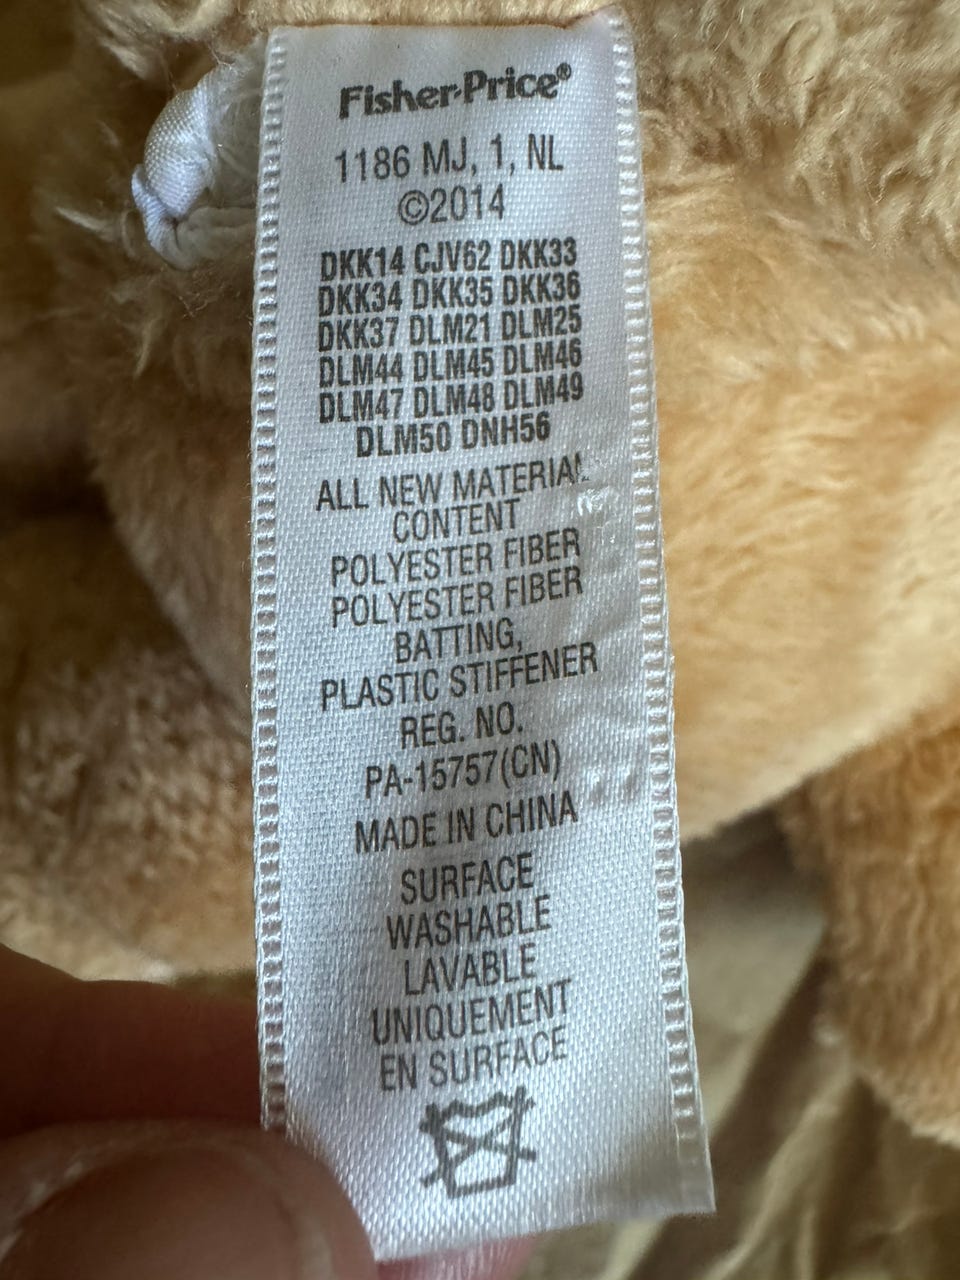 Fisher-Price®
1186 MJ, 1, NL
©2014
DKK14 CJV62 DKK33
DKK34 DKK35 DKK36
DKK37 DLM21 DLM25
DLM44 DLM45 DLM46
DLM47 DLM48 DLM49
DLM50 DNH56
ALL NEW MATERIAL
CONTENT
POLYESTER FIBER
POLYESTER FIBER
BATTING,
PLASTIC STIFFENER
REG. NO.
PA-15757(CN)
MADE IN CHINA
SURFACE
WASHABLE
LAVABLE
UNIQUEMENT
EN SURFACE